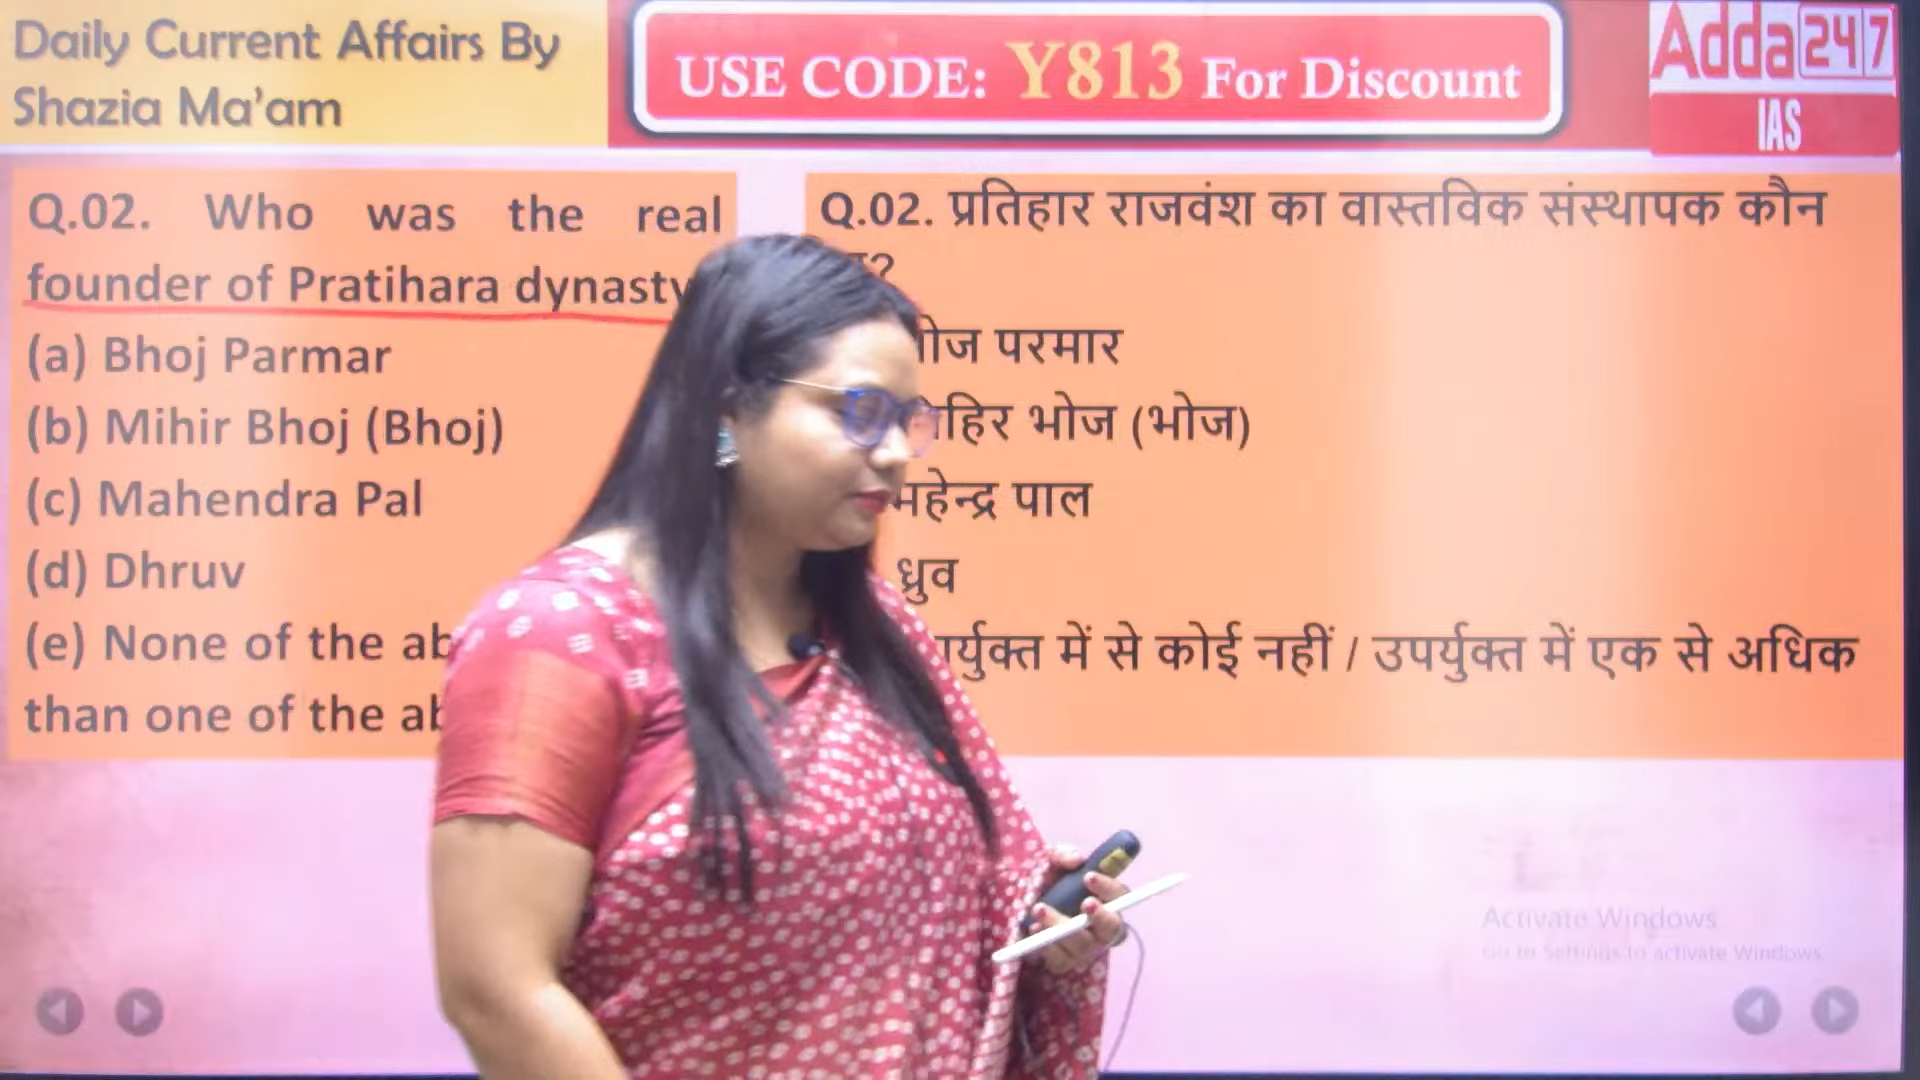 Daily Current Affairs By
Shazia Ma'am
USE CODE: Y813 For Discount
Adda247
IAS
Q.02. Who was the real
founder of Pratihara dynasty
(a) Bhoj Parmar
(b) Mihir Bhoj (Bhoj)
(c) Mahendra Pal
(d) Dhruv
(e) None of the
than one of the
Q.02. प्रतिहार राजवंश का वास्तविक संस्थापक कौन
?
परमार
भोज (भोज)
महेन्द्र पाल
ध्रुव
में से कोई नहीं / उपर्युक्त में एक से अधिक
Activate Windows
Go to Settings to activate Windows